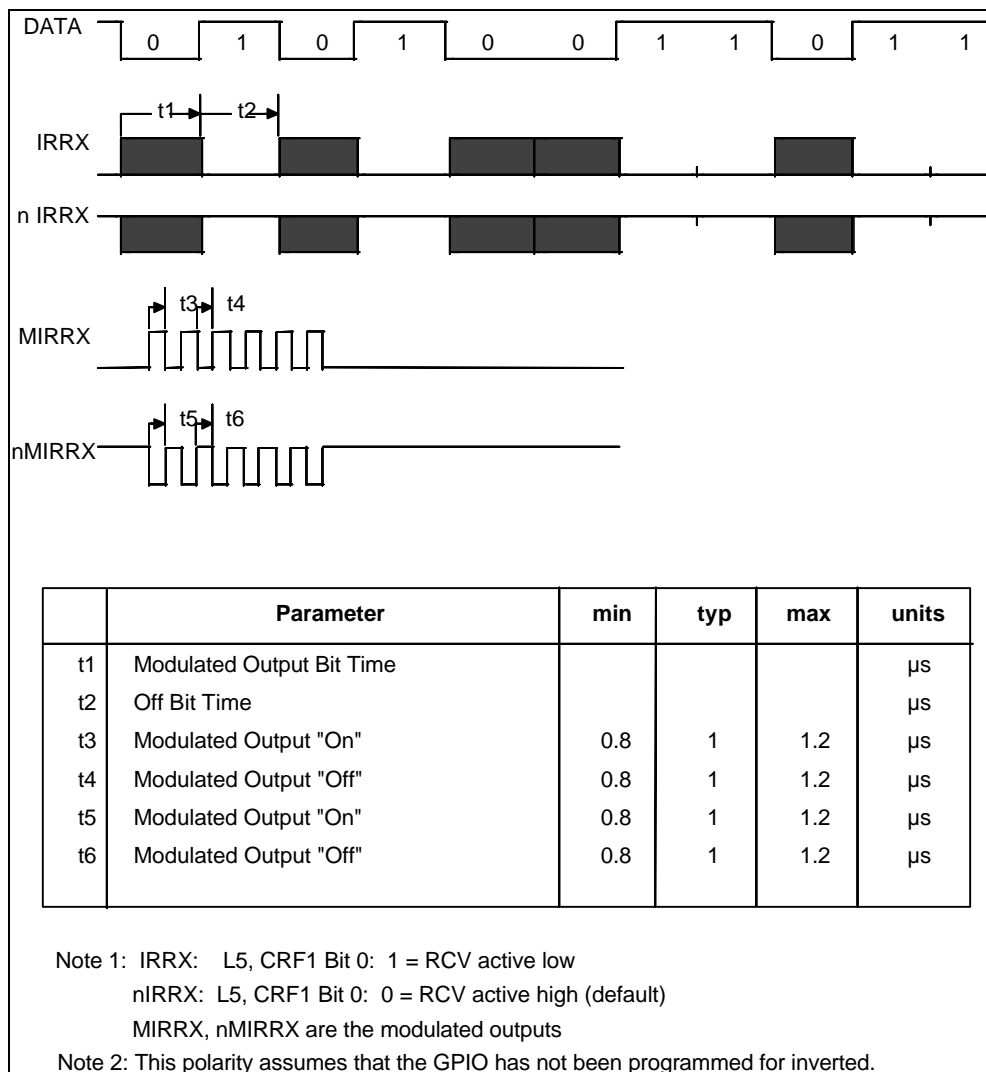 DATA 0 1 0 1 0 0 1 1 0 1 1
t1 t2
IRRX
n IRRX
t3 t4
MIRRX
t5 t6
nMIRRX
Parameter min typ max units
t1 Modulated Output Bit Time µs
t2 Off Bit Time µs
t3 Modulated Output "On" 0.8 1 1.2 µs
t4 Modulated Output "Off" 0.8 1 1.2 µs
t5 Modulated Output "On" 0.8 1 1.2 µs
t6 Modulated Output "Off" 0.8 1 1.2 µs
Note 1: IRRX: L5, CRF1 Bit 0: 1 = RCV active low
nIRRX: L5, CRF1 Bit 0: 0 = RCV active high (default)
MIRRX, nMIRRX are the modulated outputs
Note 2: This polarity assumes that the GPIO has not been programmed for inverted.